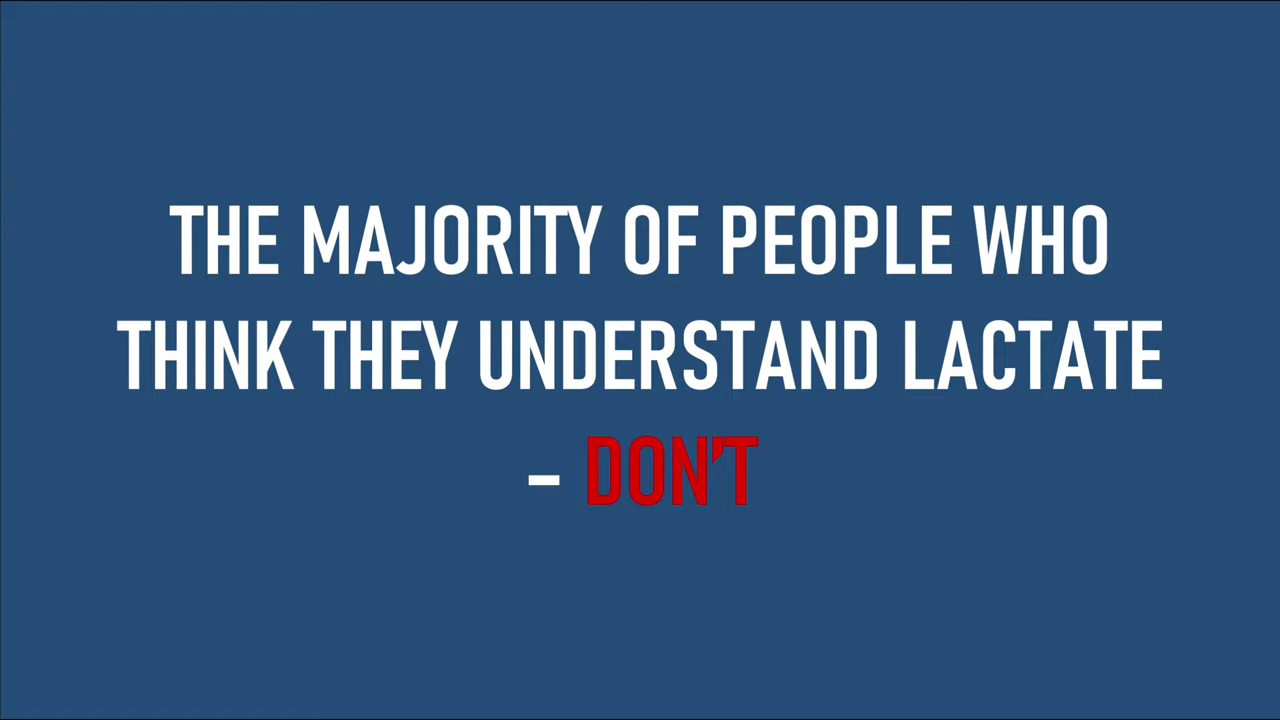 THE MAJORITY OF PEOPLE WHO
THINK THEY UNDERSTAND LACTATE
- DON'T